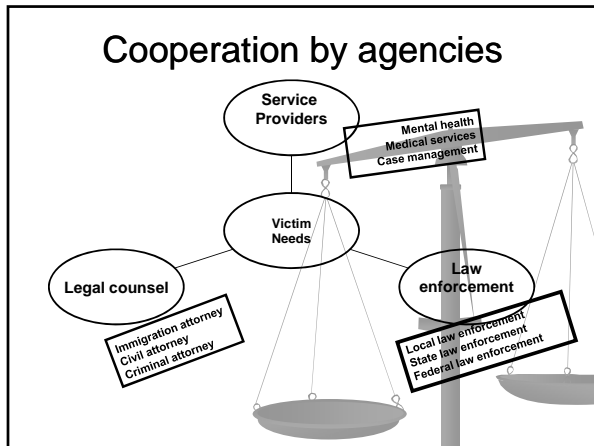 Cooperation by agencies
Service
Providers
Mental health
Medical services
Case management
Victim
Needs
Legal counsel
Immigration attorney
Civil attorney
Criminal attorney
Law
enforcement
Local law enforcement
State law enforcement
Federal law enforcement